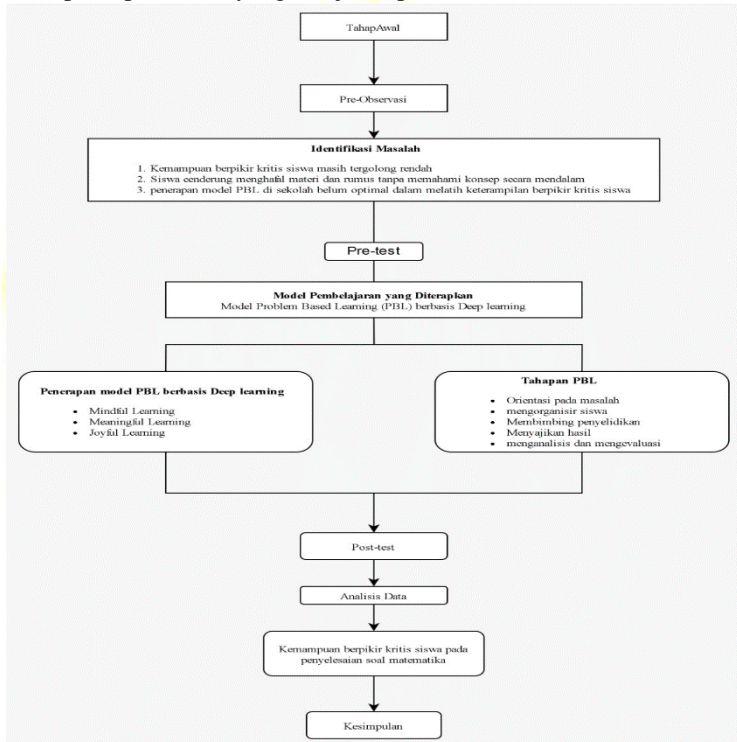 TahapAwal
Pre-Observasi
Identifikasi Masalah
1. Kemampuan berpikir kritis siswa masih tergolong rendah
2. Siswa cenderung menghafal materi dan rumus tanpa memahami konsep secara mendalam
3. penerapan model PBL di sekolah belum optimal dalam melatih keterampilan berpikir kritis siswa
Pre-test
Model Pembelajaran yang Diterapkan
Model Problem Based Learning (PBL) berbasis Deep learning
Penerapan model PBL berbasis Deep learning
• Mindful Learning
• Meaningful Learning
• Joyful Learning
Tahapan PBL
• Orientasi pada masalah
• mengorganisir siswa
• Membimbing penyelidikan
• Menyajikan hasil
• menganalisis dan mengevaluasi
Post-test
Analisis Data
Kemampuan berpikir kritis siswa pada
penyelesaian soal matematika
Kesimpulan